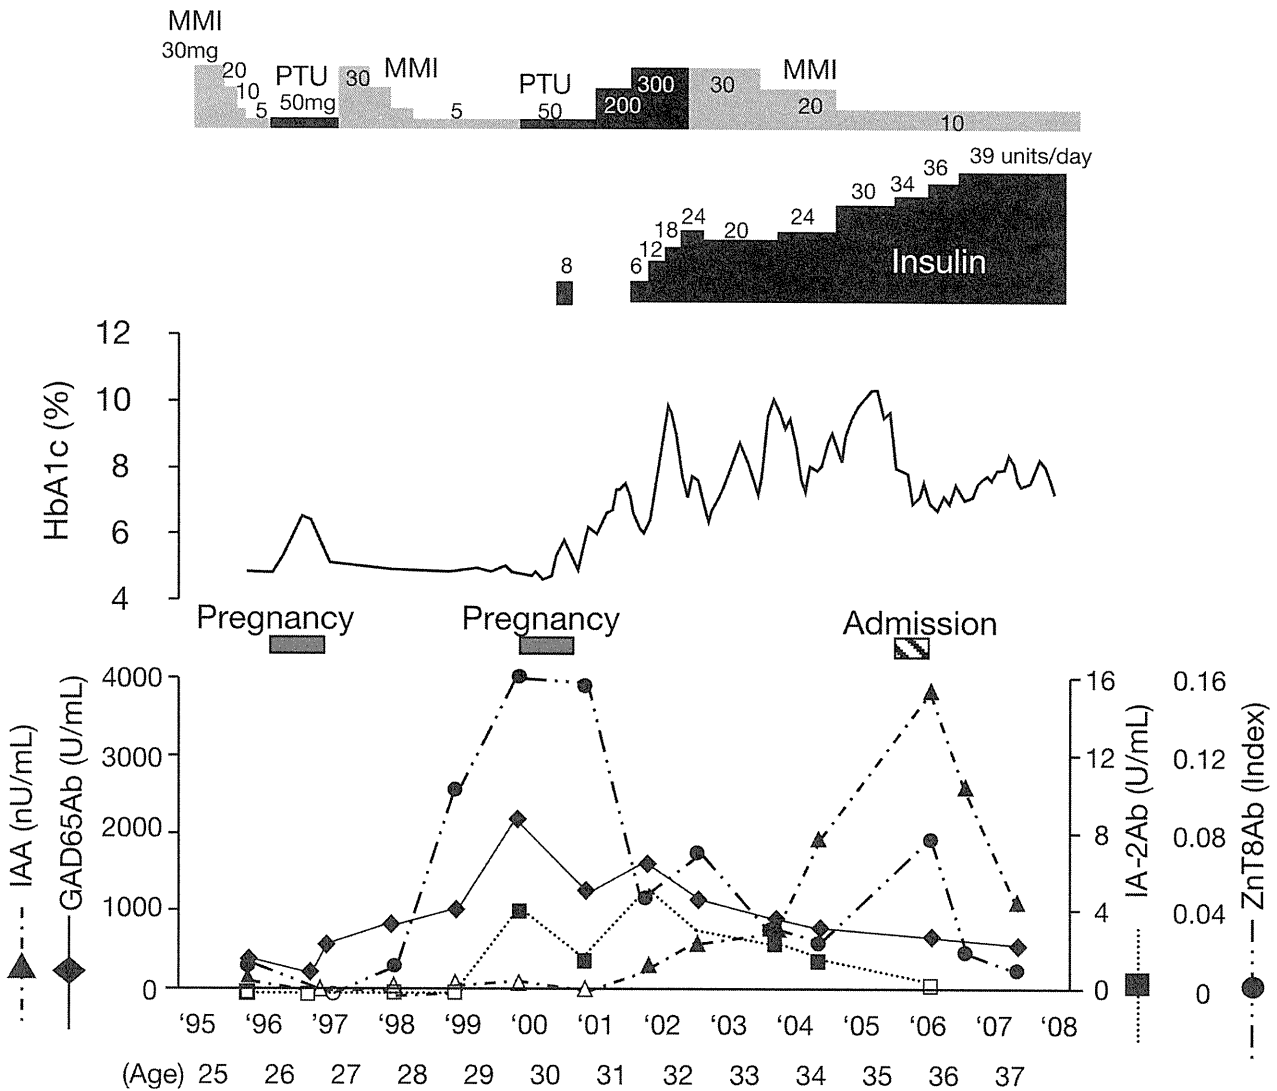 MMI
30mg
20
10
5
PTU
50mg
30
MMI
5
PTU
50
200
300
30
MMI
20
10
8
6
12
18
24
20
24
30
34
36
39 units/day
Insulin
HbA1c (%)
12
10
8
6
4
Pregnancy
Pregnancy
Admission
IAA (nU/mL)
GAD65Ab (U/mL)
4000
3000
2000
1000
0
16
12
8
4
0
IA-2Ab (U/mL)
0.16
0.12
0.08
0.04
0
ZnT8Ab (Index)
‘95 ‘96 ‘97 ‘98 ‘99 ‘00 ‘01 ‘02 ‘03 ‘04 ‘05 ‘06 ‘07 ‘08
(Age) 25 26 27 28 29 30 31 32 33 34 35 36 37